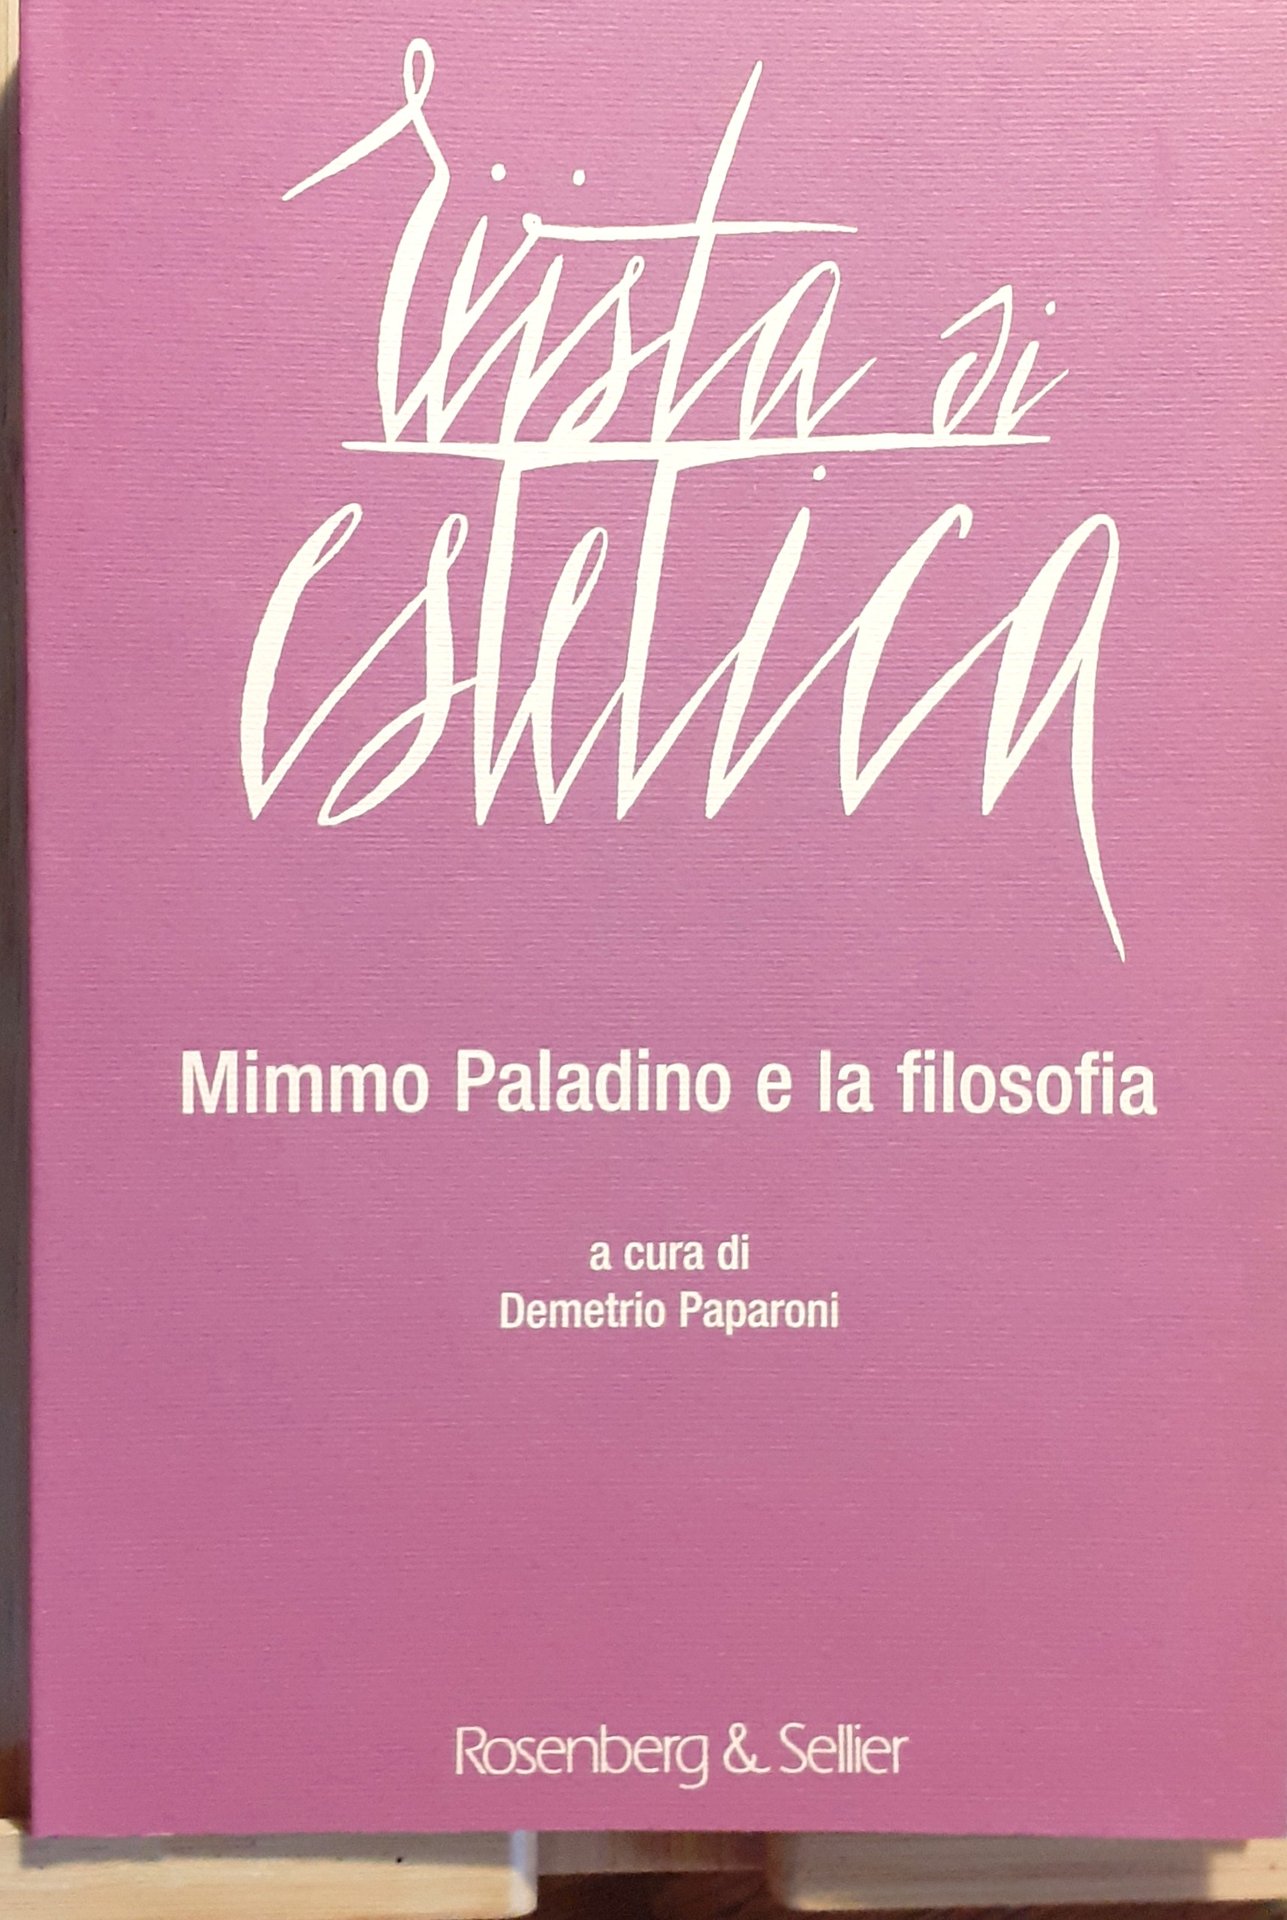 rivista di
estetica
Mimmo Paladino e la filosofia
a cura di
Demetrio Paparoni
Rosenberg & Sellier